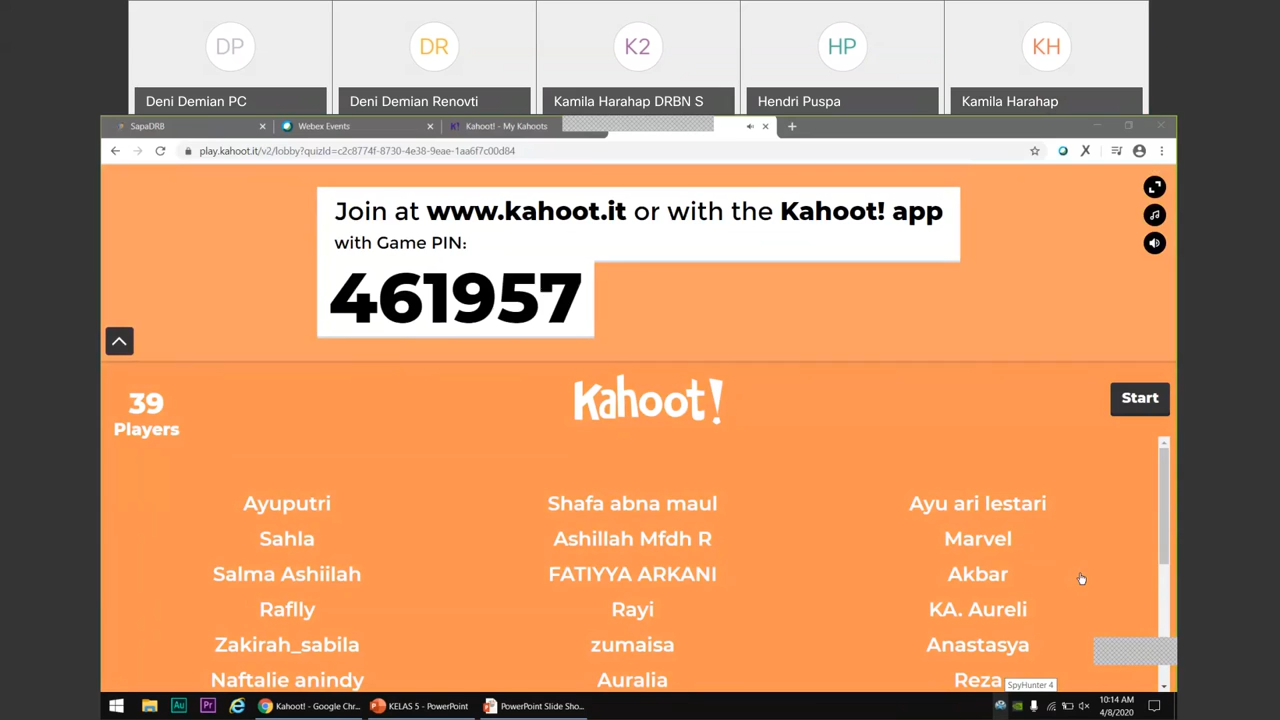 DP
DR
K2
HP
KH
Deni Demian PC
Deni Demian Renovti
Kamila Harahap DRBN S
Hendri Puspa
Kamila Harahap
SapaDRB
Webex Events
Kahoot! - My Kahoots
play.kahoot.it/v2/lobby?quizId=c2c8774f-8730-4e38-9eae-1aa6f7c00d84
Join at www.kahoot.it or with the Kahoot! app
with Game PIN:
461957
39
Players
Kahoot!
Start
Ayuputri Shafa abna maul Ayu ari lestari
Sahla Ashillah Mfdh R Marvel
Salma Ashiilah FATIYYA ARKANI Akbar
Raflly Rayi KA. Aureli
Zakirah_sabila zumaisa Anastasya
Naftalie anindy Auralia Reza
SpyHunter 4
Au
Pr
Kahoot! - Google Chr...
KELAS 5 - PowerPoint
PowerPoint Slide Sho...
10:14 AM
4/8/2020